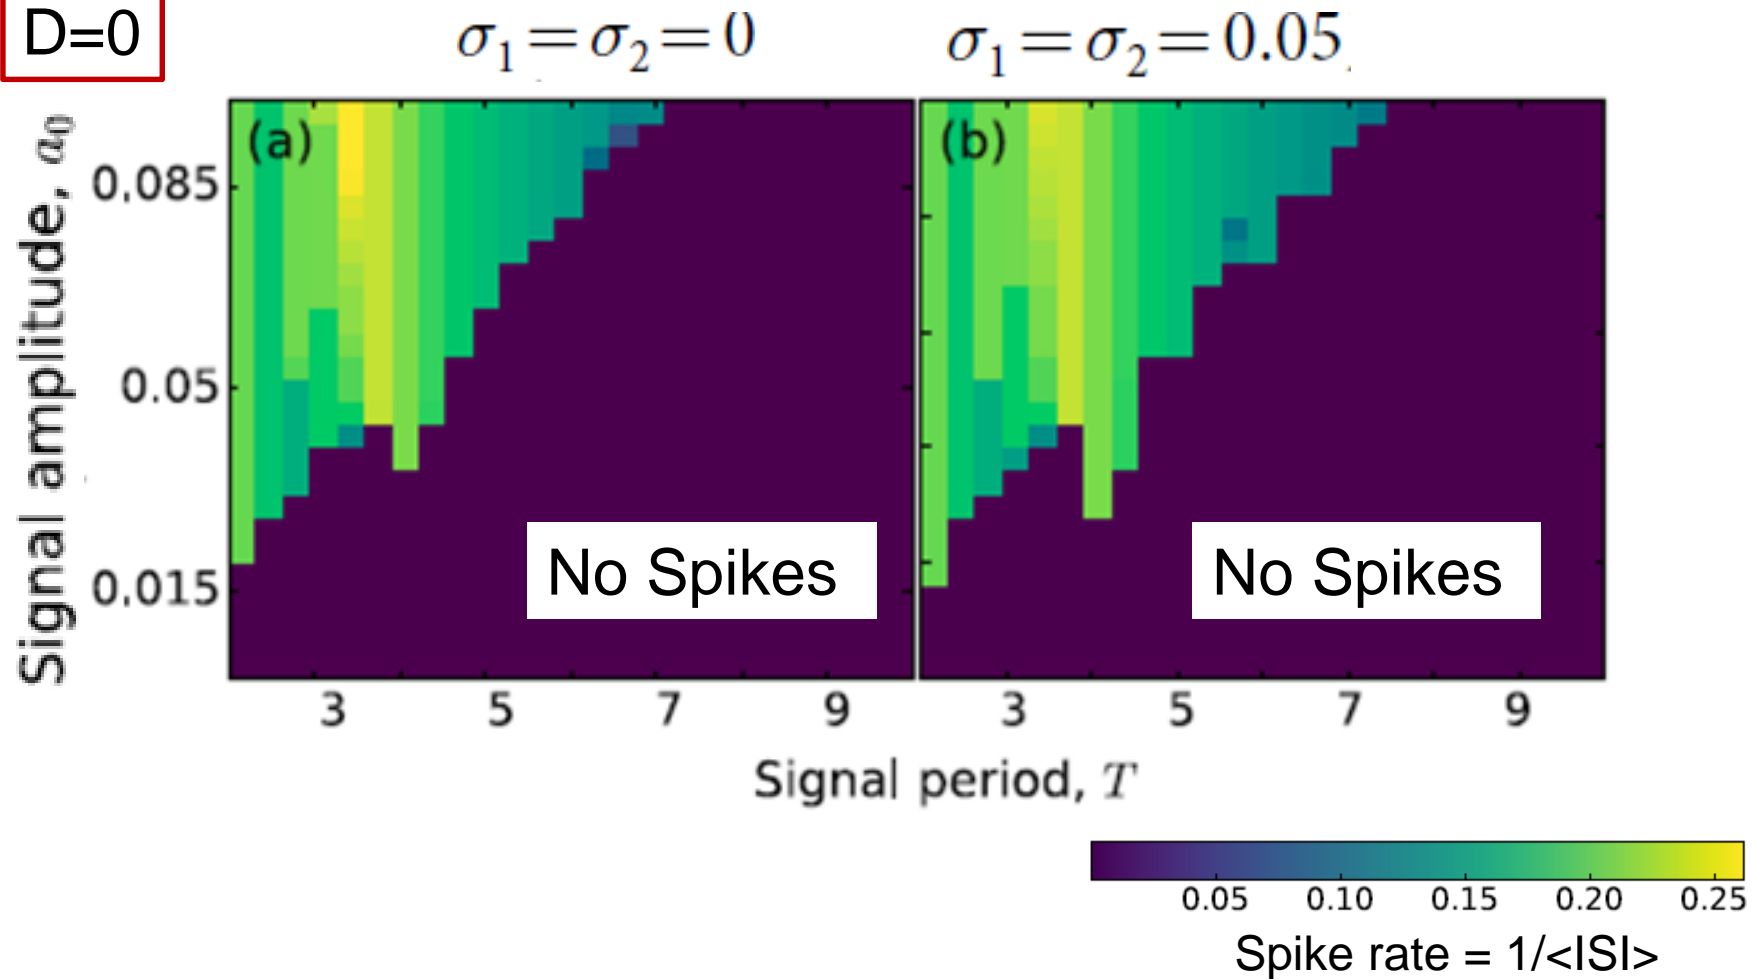 D=0
σ₁=σ₂=0
σ₁=σ₂=0.05
Signal amplitude, a₀
0.085
0.05
0.015
(a)
(b)
No Spikes
No Spikes
3 5 7 9
3 5 7 9
Signal period, T
0.05 0.10 0.15 0.20 0.25
Spike rate = 1/<ISI>